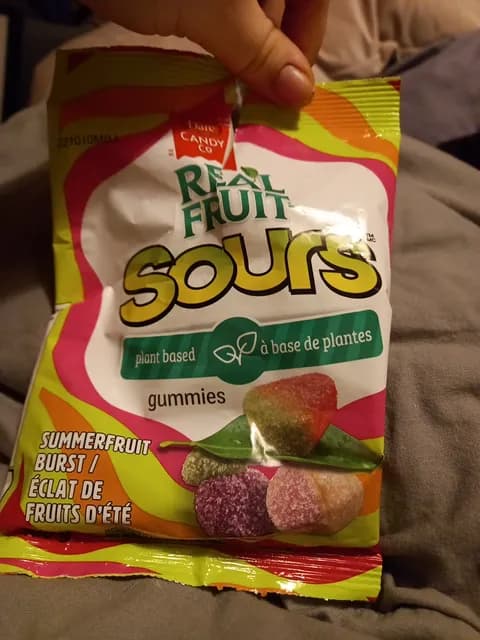 Dare
CANDY
CO
REAL
FRUIT
sours
plant based
à base de plantes
gummies
SUMMERFRUIT
BURST /
ÉCLAT DE
FRUITS D'ÉTÉ